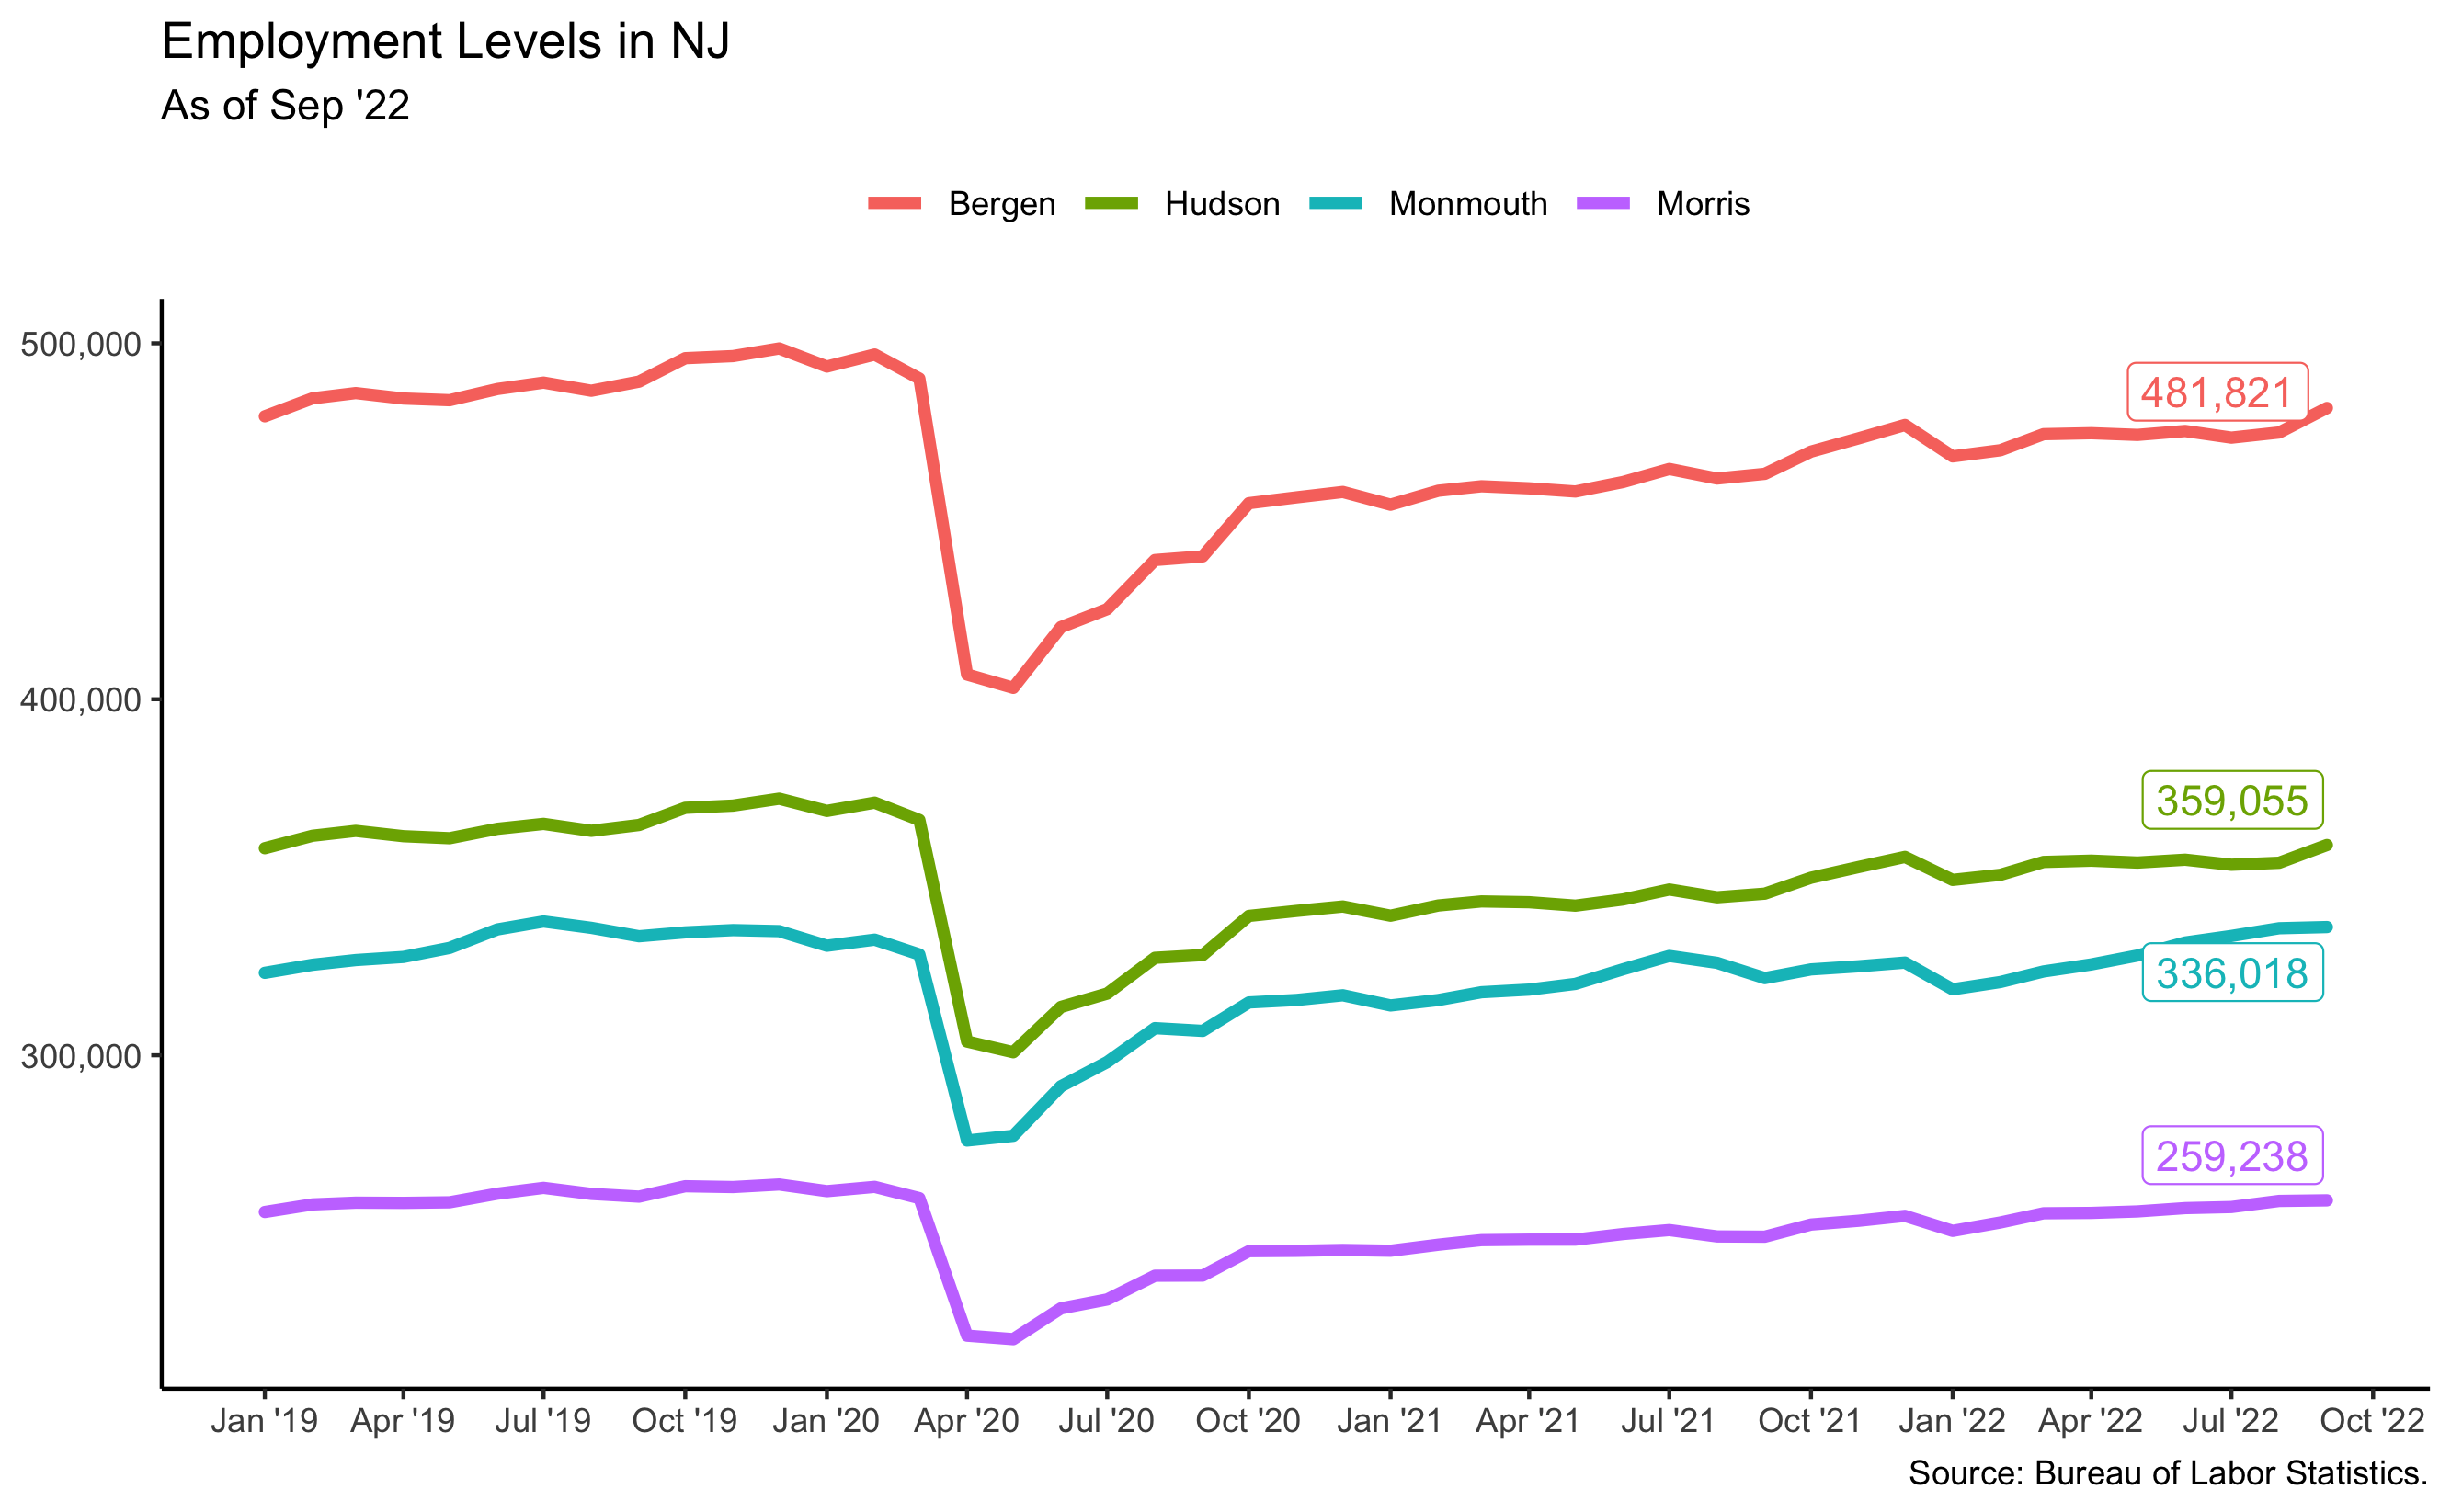 Employment Levels in NJ
As of Sep '22
Bergen Hudson Monmouth Morris
500,000
400,000
300,000
481,821
359,055
336,018
259,238
Jan '19 Apr '19 Jul '19 Oct '19 Jan '20 Apr '20 Jul '20 Oct '20 Jan '21 Apr '21 Jul '21 Oct '21 Jan '22 Apr '22 Jul '22 Oct '22
Source: Bureau of Labor Statistics.